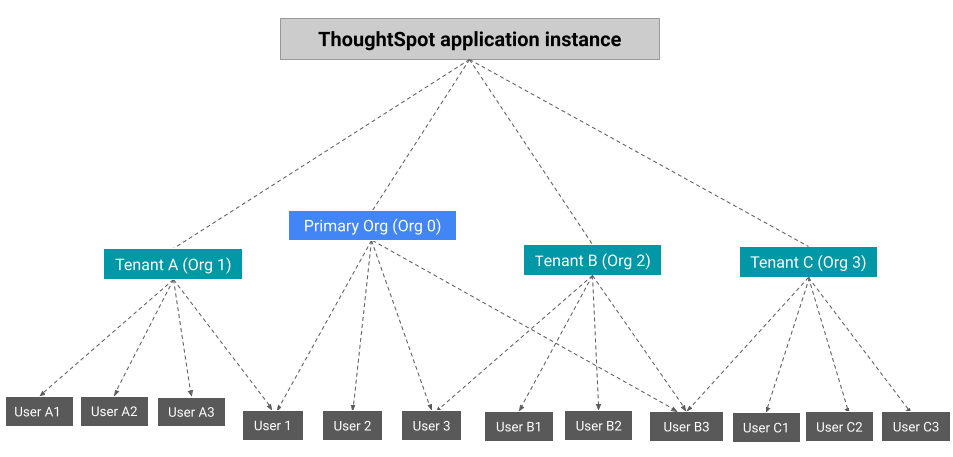 ThoughtSpot application instance
Primary Org (Org 0)
Tenant A (Org 1)
Tenant B (Org 2)
Tenant C (Org 3)
User A1
User A2
User A3
User 1
User 2
User 3
User B1
User B2
User B3
User C1
User C2
User C3